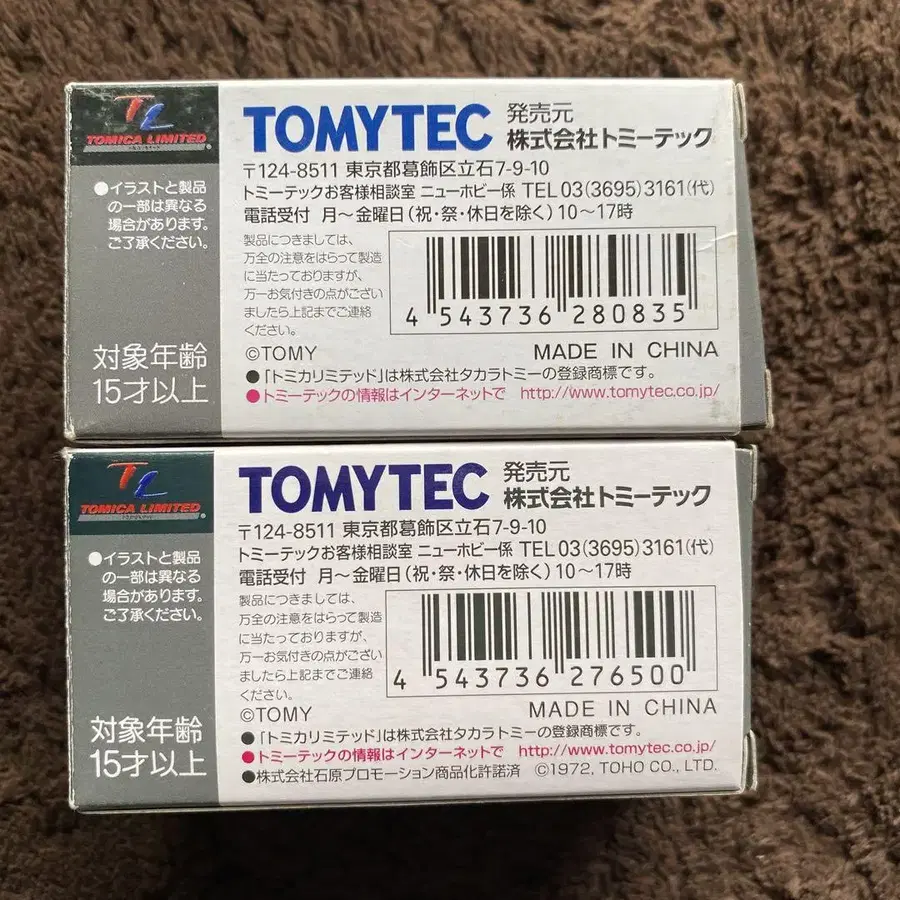 TL
TOMICA LIMITED
●イラストと製品
の一部は異なる
場合があります。
ご了承ください。
対象年齢
15才以上
TOMYTEC
発売元
株式会社トミーテック
〒124-8511 東京都葛飾区立石7-9-10
トミーテックお客様相談室 ニューホビー係 TEL 03(3695)3161(代)
電話受付 月〜金曜日(祝・祭・休日を除く)10〜17時
製品につきましては、
万全の注意をはらって製造
に当たっておりますが、
万一お気付きの点がござい
ましたら上記までご連絡
ください。
4 543736 280835
©TOMY MADE IN CHINA
●「トミカリミテッド」は株式会社タカラトミーの登録商標です。
●トミーテックの情報はインターネットで http://www.tomytec.co.jp/
TL
TOMICA LIMITED
●イラストと製品
の一部は異なる
場合があります。
ご了承ください。
対象年齢
15才以上
TOMYTEC
発売元
株式会社トミーテック
〒124-8511 東京都葛飾区立石7-9-10
トミーテックお客様相談室 ニューホビー係 TEL 03(3695)3161(代)
電話受付 月〜金曜日(祝・祭・休日を除く)10〜17時
製品につきましては、
万全の注意をはらって製造
に当たっておりますが、
万一お気付きの点がござい
ましたら上記までご連絡
ください。
4 543736 276500
©TOMY MADE IN CHINA
●「トミカリミテッド」は株式会社タカラトミーの登録商標です。
●トミーテックの情報はインターネットで http://www.tomytec.co.jp/
●株式会社石原プロモーション商品化許諾済 ©1972, TOHO CO., LTD.